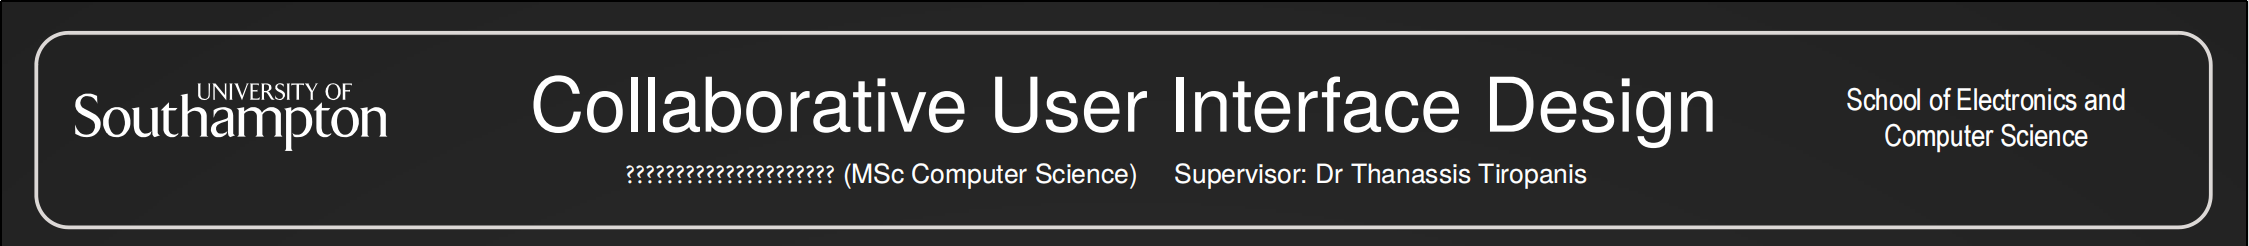 UNIVERSITY OF
Southampton
Collaborative User Interface Design
????????????????????? (MSc Computer Science) Supervisor: Dr Thanassis Tiropanis
School of Electronics and
Computer Science